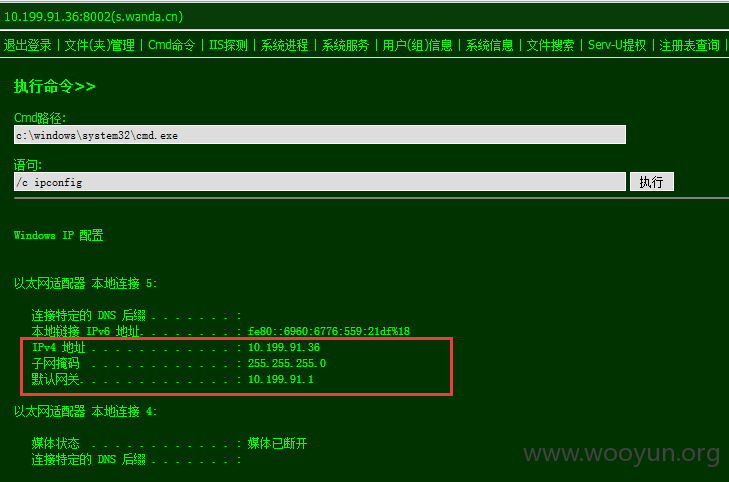 10.199.91.36:8002(s.wanda.cn)
退出登录 | 文件(夹)管理 | Cmd命令 | IIS探测 | 系统进程 | 系统服务 | 用户(组)信息 | 系统信息 | 文件搜索 | Serv-U提权 | 注册表查询 |
执行命令>>
Cmd路径:
c:\windows\system32\cmd.exe
语句:
/c ipconfig 执行
Windows IP 配置
以太网适配器 本地连接 5:
连接特定的 DNS 后缀 . . . . . . . :
本地链接 IPv6 地址. . . . . . . . : fe80::6960:6776:559:21df%18
IPv4 地址 . . . . . . . . . . . . : 10.199.91.36
子网掩码 . . . . . . . . . . . . : 255.255.255.0
默认网关. . . . . . . . . . . . . : 10.199.91.1
以太网适配器 本地连接 4:
媒体状态 . . . . . . . . . . . . : 媒体已断开
连接特定的 DNS 后缀 . . . . . . . :
www.wooyun.org